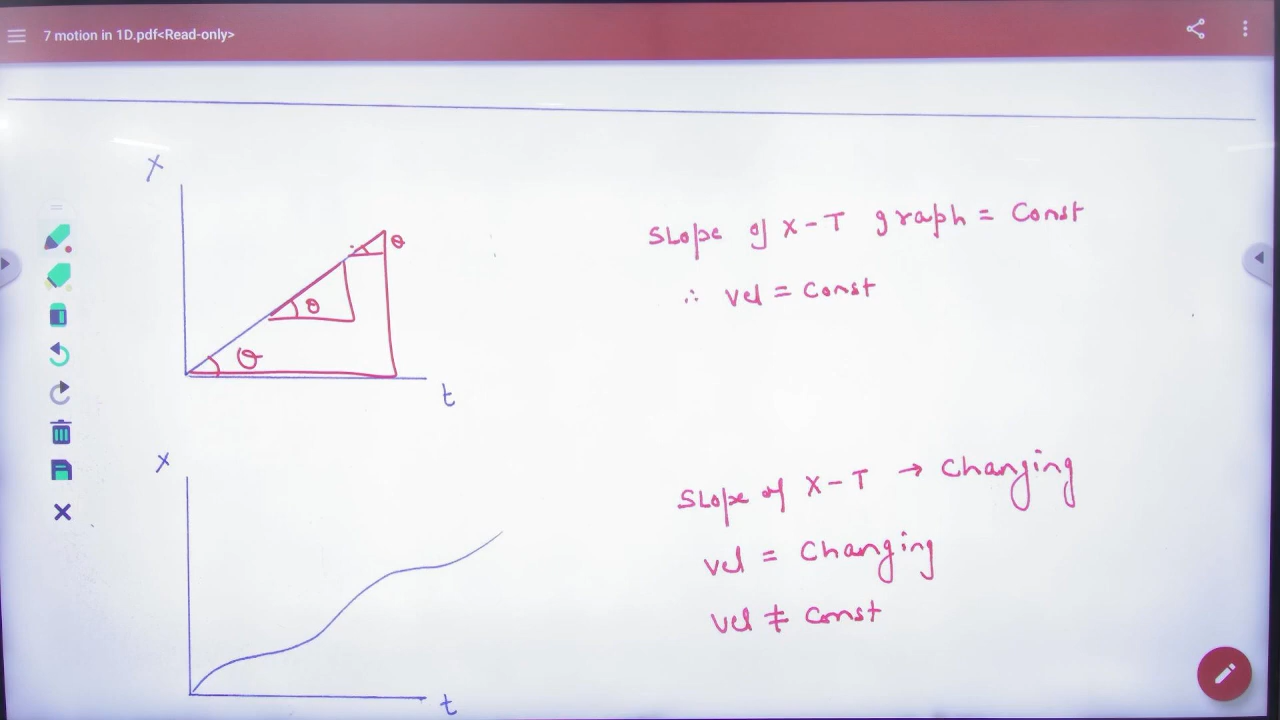 7 motion in 1D.pdf<Read-only>
X
θ
θ
θ
t
Slope of X-T graph = Const
∴ vel = Const
X
t
Slope of X-T → Changing
vel = Changing
vel ≠ Const